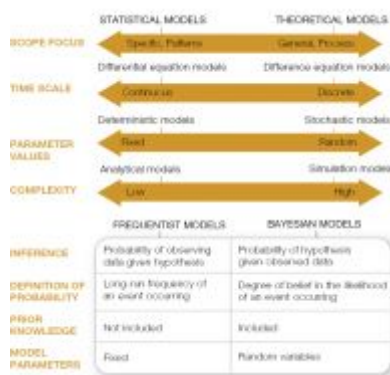 STATISTICAL MODELS THEORETICAL MODELS
SCOPE FOCUS Specific, Patterns General, Process
Differential equation models Difference equation models
TIME SCALE Continuous Discrete
Deterministic models Stochastic models
PARAMETER VALUES Fixed Random
Analytical models Simulation models
COMPLEXITY Low High
FREQUENTIST MODELS BAYESIAN MODELS
INFERENCE Probability of observing data given hypothesis Probability of hypothesis given observed data
DEFINITION OF PROBABILITY Long run frequency of an event occurring Degree of belief in the likelihood of an event occurring
PRIOR KNOWLEDGE Not included Included
MODEL PARAMETERS Fixed Random variables